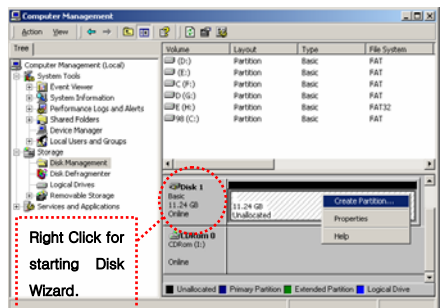 Computer Management
Action View
Tree
Volume Layout Type File System
Computer Management (Local)
System Tools
Event Viewer
System Information
Performance Logs and Alerts
Shared Folders
Device Manager
Local Users and Groups
Storage
Disk Management
Disk Defragmenter
Logical Drives
Removable Storage
Services and Applications
(D:) Partition Basic FAT
(E:) Partition Basic FAT
C (F:) Partition Basic FAT
D (G:) Partition Basic FAT
E (H:) Partition Basic FAT32
98 (C:) Partition Basic FAT
Disk 1
Basic
11.24 GB
Online
11.24 GB
Unallocated
Create Partition...
Properties
Help
CDRom 0
CDRom (I:)
Online
Unallocated Primary Partition Extended Partition Logical Drive
Right Click for
starting Disk
Wizard.